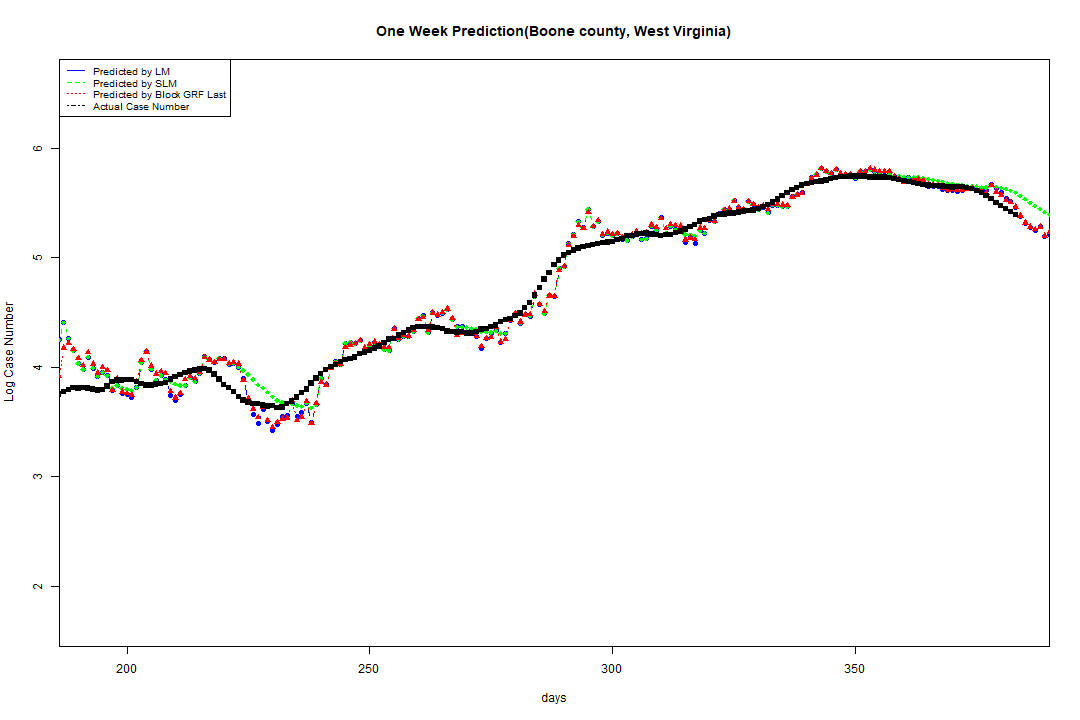 One Week Prediction(Boone county, West Virginia)
Predicted by LM
Predicted by SLM
Predicted by Block GRF Last
Actual Case Number
6
5
4
3
2
Log Case Number
200
250
300
350
days